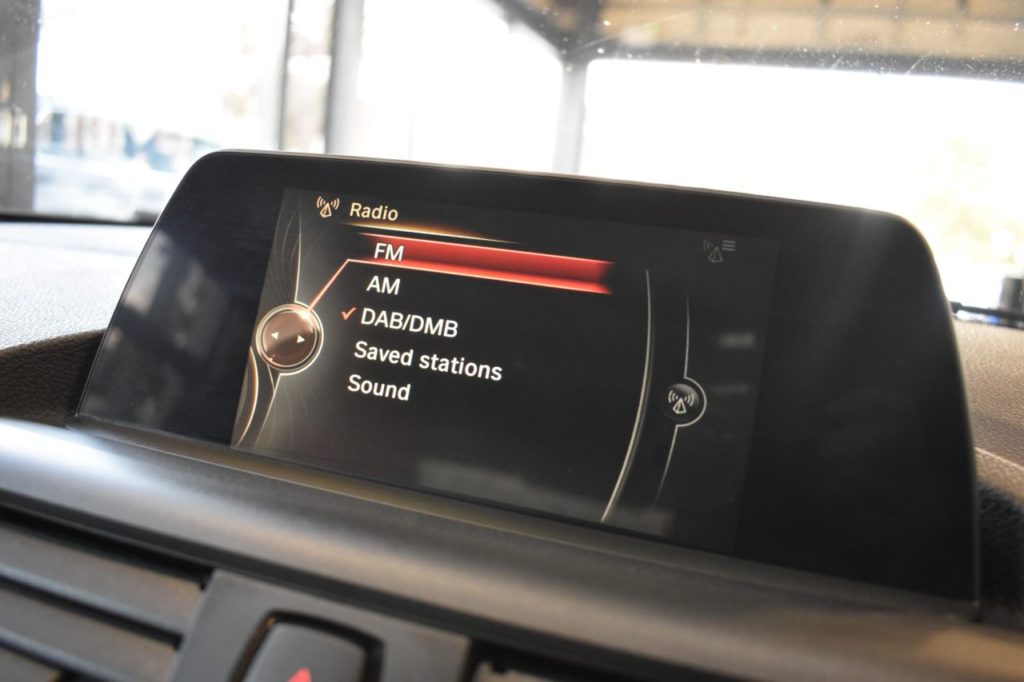 Radio
FM
AM
DAB/DMB
Saved stations
Sound